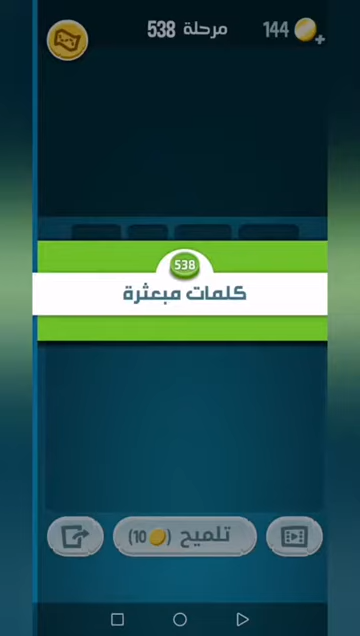 144 مرحلة 538
538
كلمات مبعثرة
تلميح (10)